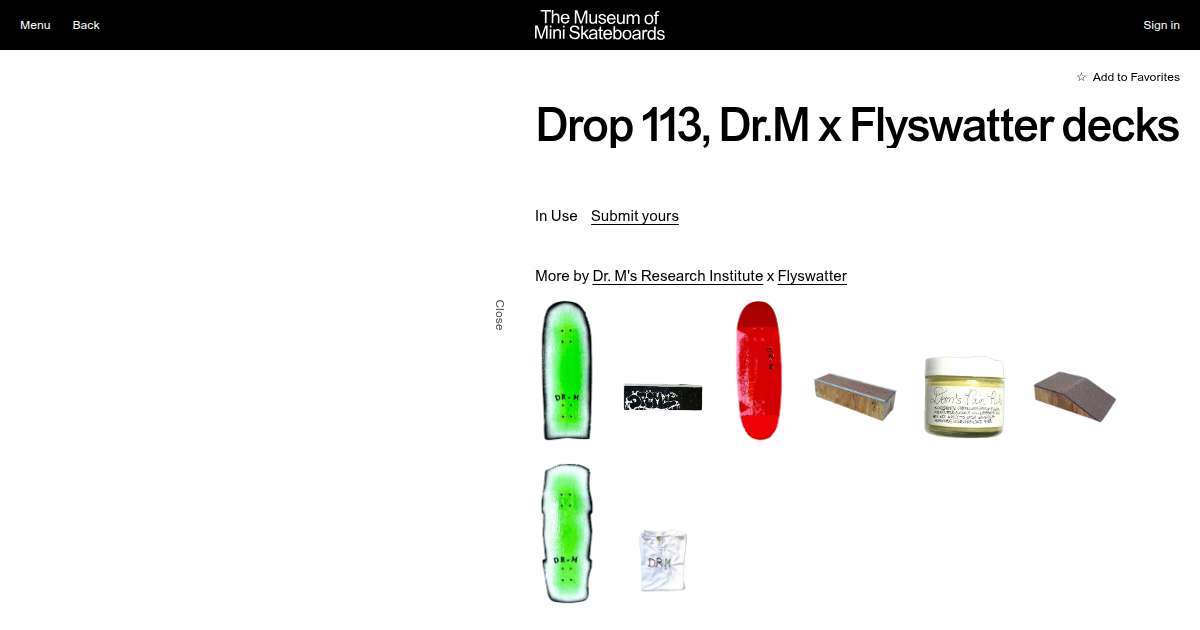 Menu Back
The Museum of
Mini Skateboards
Sign in
☆ Add to Favorites
Drop 113, Dr.M x Flyswatter decks
In Use Submit yours
More by Dr. M's Research Institute x Flyswatter
Close
DR-M
DR-M
DRM